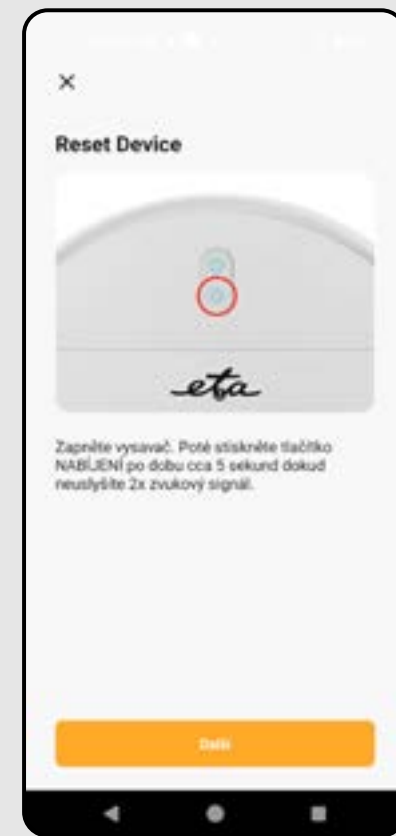 Reset Device
eta
Zapněte vysavač. Poté stiskněte tlačítko
NABÍJENÍ po dobu cca 5 sekund dokud
neuslyšíte 2x zvukový signál.
Další